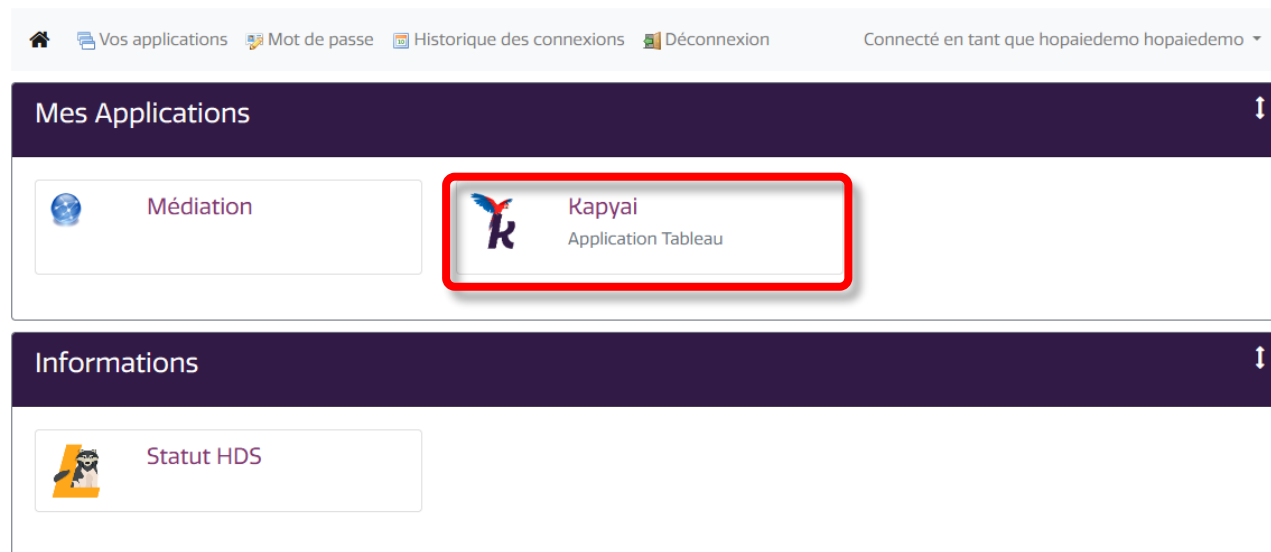 Vos applications Mot de passe Historique des connexions Déconnexion Connecté en tant que hopaiedemo hopaiedemo
Mes Applications
Médiation
Kapyai
Application Tableau
Informations
Statut HDS